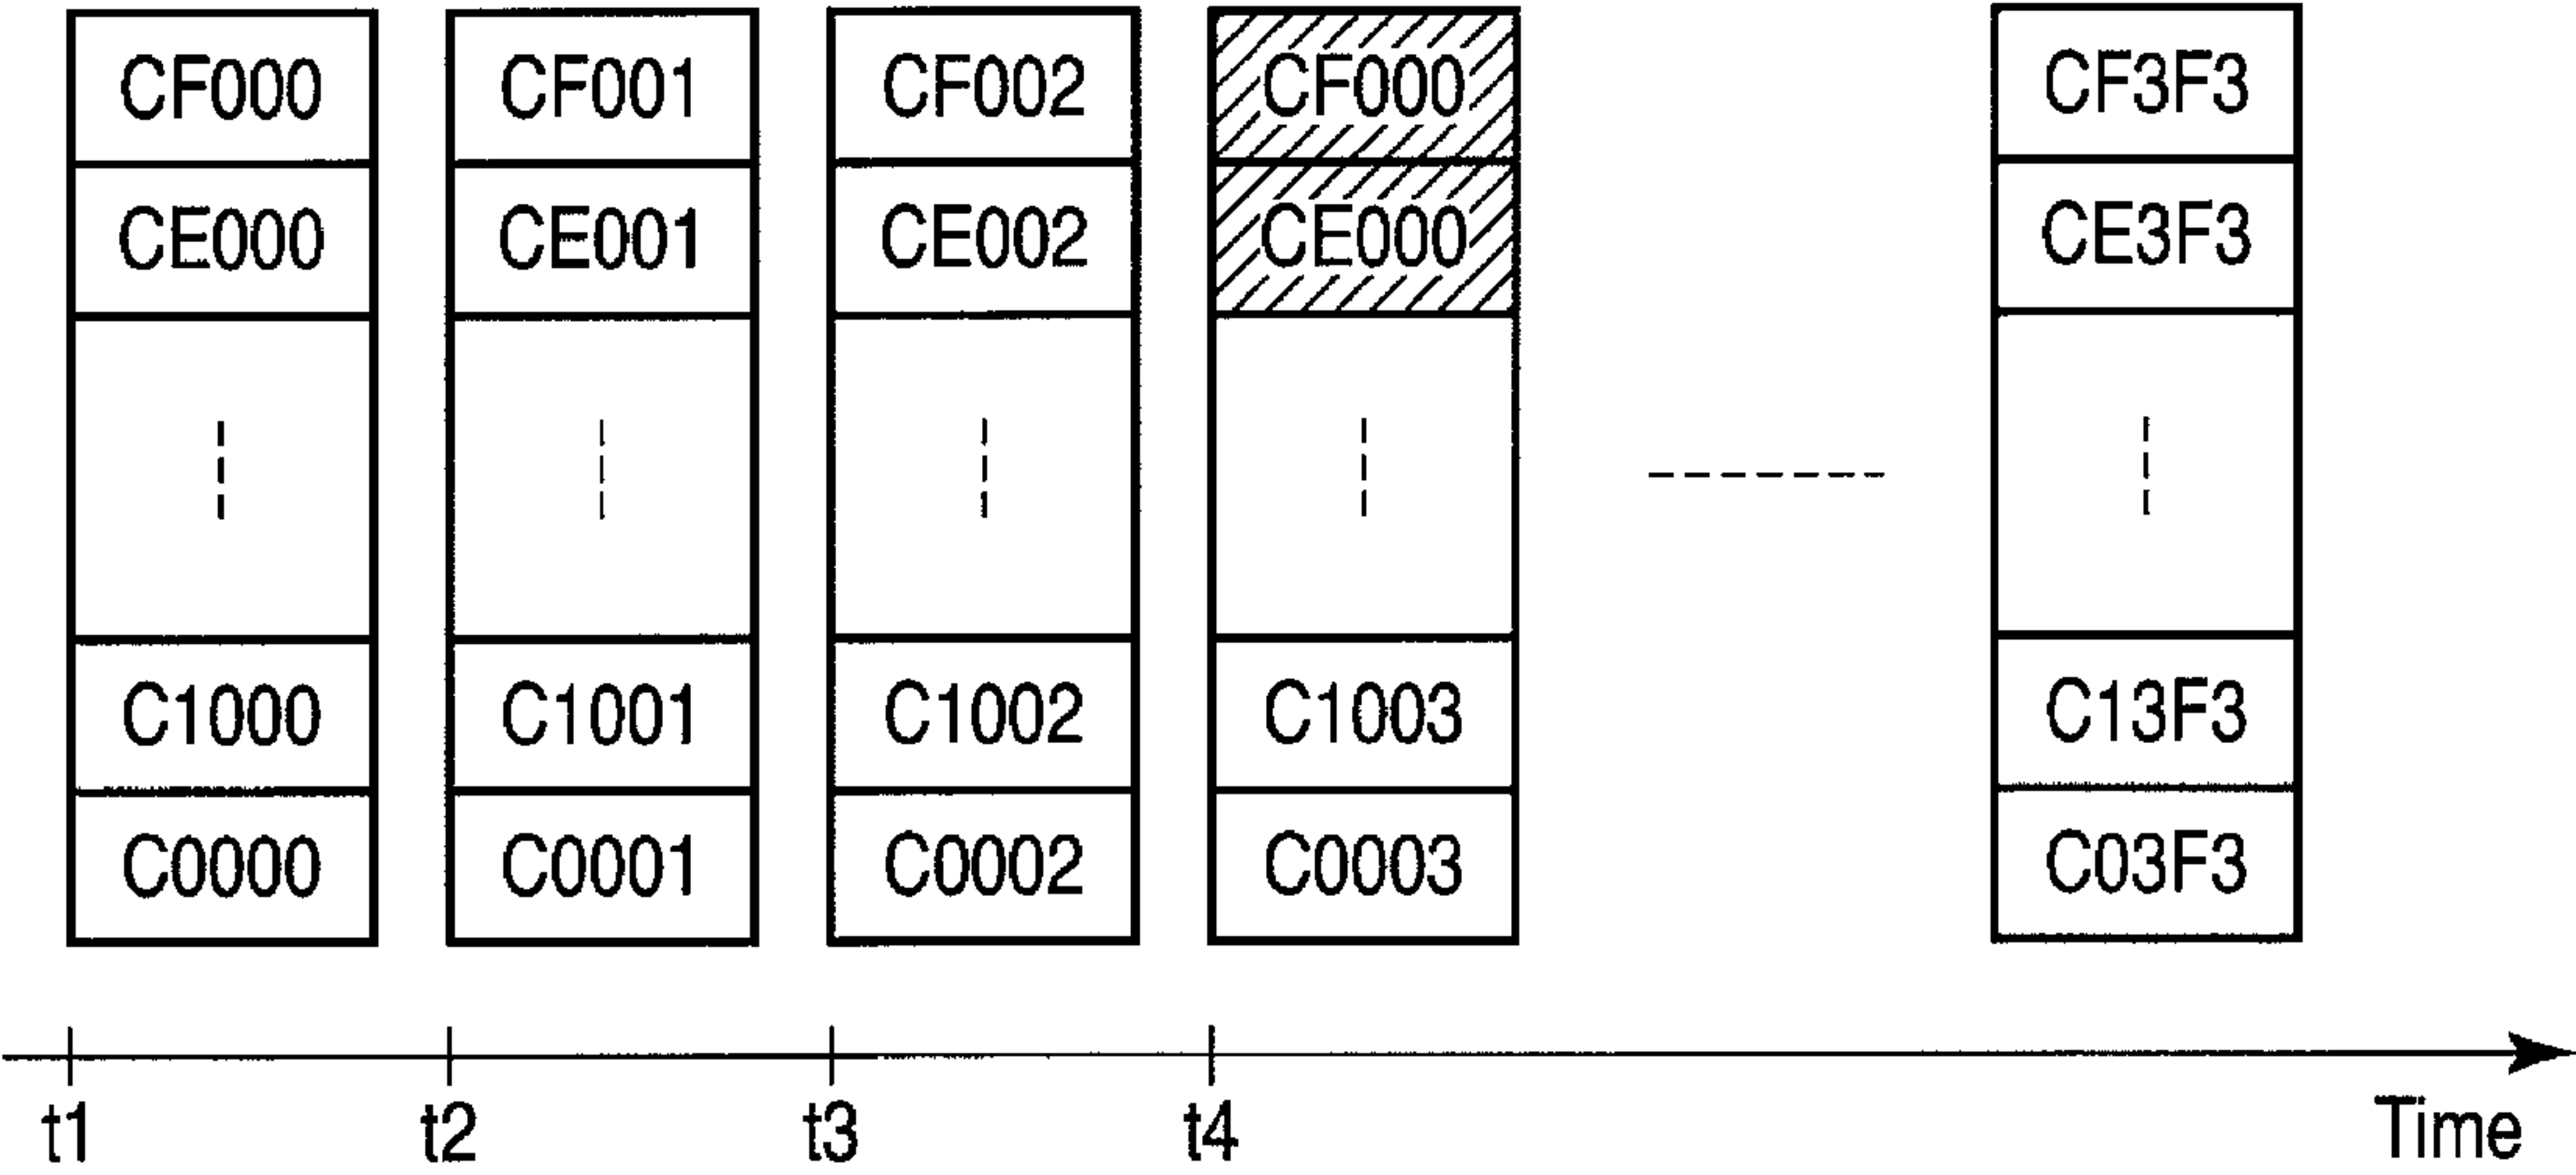 CF000 CF001 CF002 CF000 CF3F3
CE000 CE001 CE002 CE000 CE3F3
C1000 C1001 C1002 C1003 C13F3
C0000 C0001 C0002 C0003 C03F3
t1 t2 t3 t4 Time